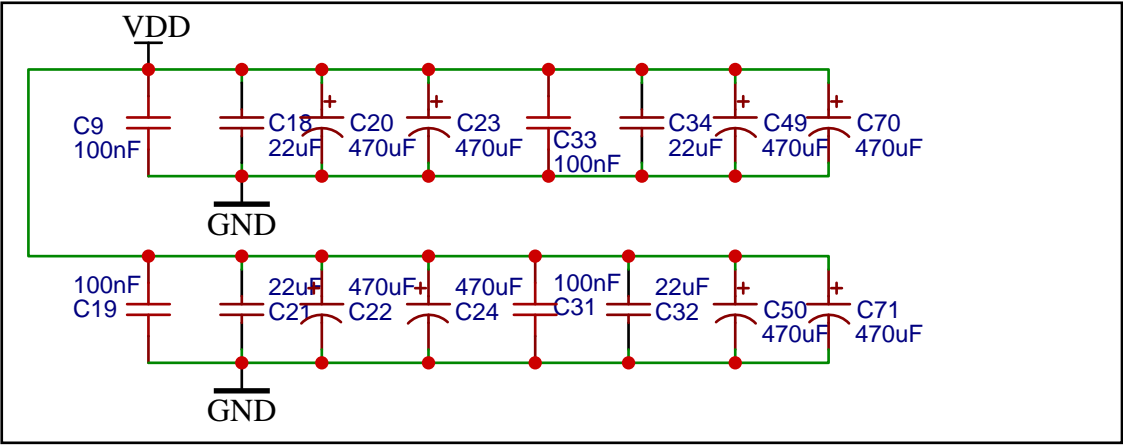 VDD
C9
100nF
C18
22uF
+
C20
470uF
+
C23
470uF
C33
100nF
C34
22uF
+
C49
470uF
+
C70
470uF
GND
100nF
C19
22uF
C21
+
470uF
C22
+
470uF
C24
100nF
C31
22uF
C32
+
C50
470uF
+
C71
470uF
GND